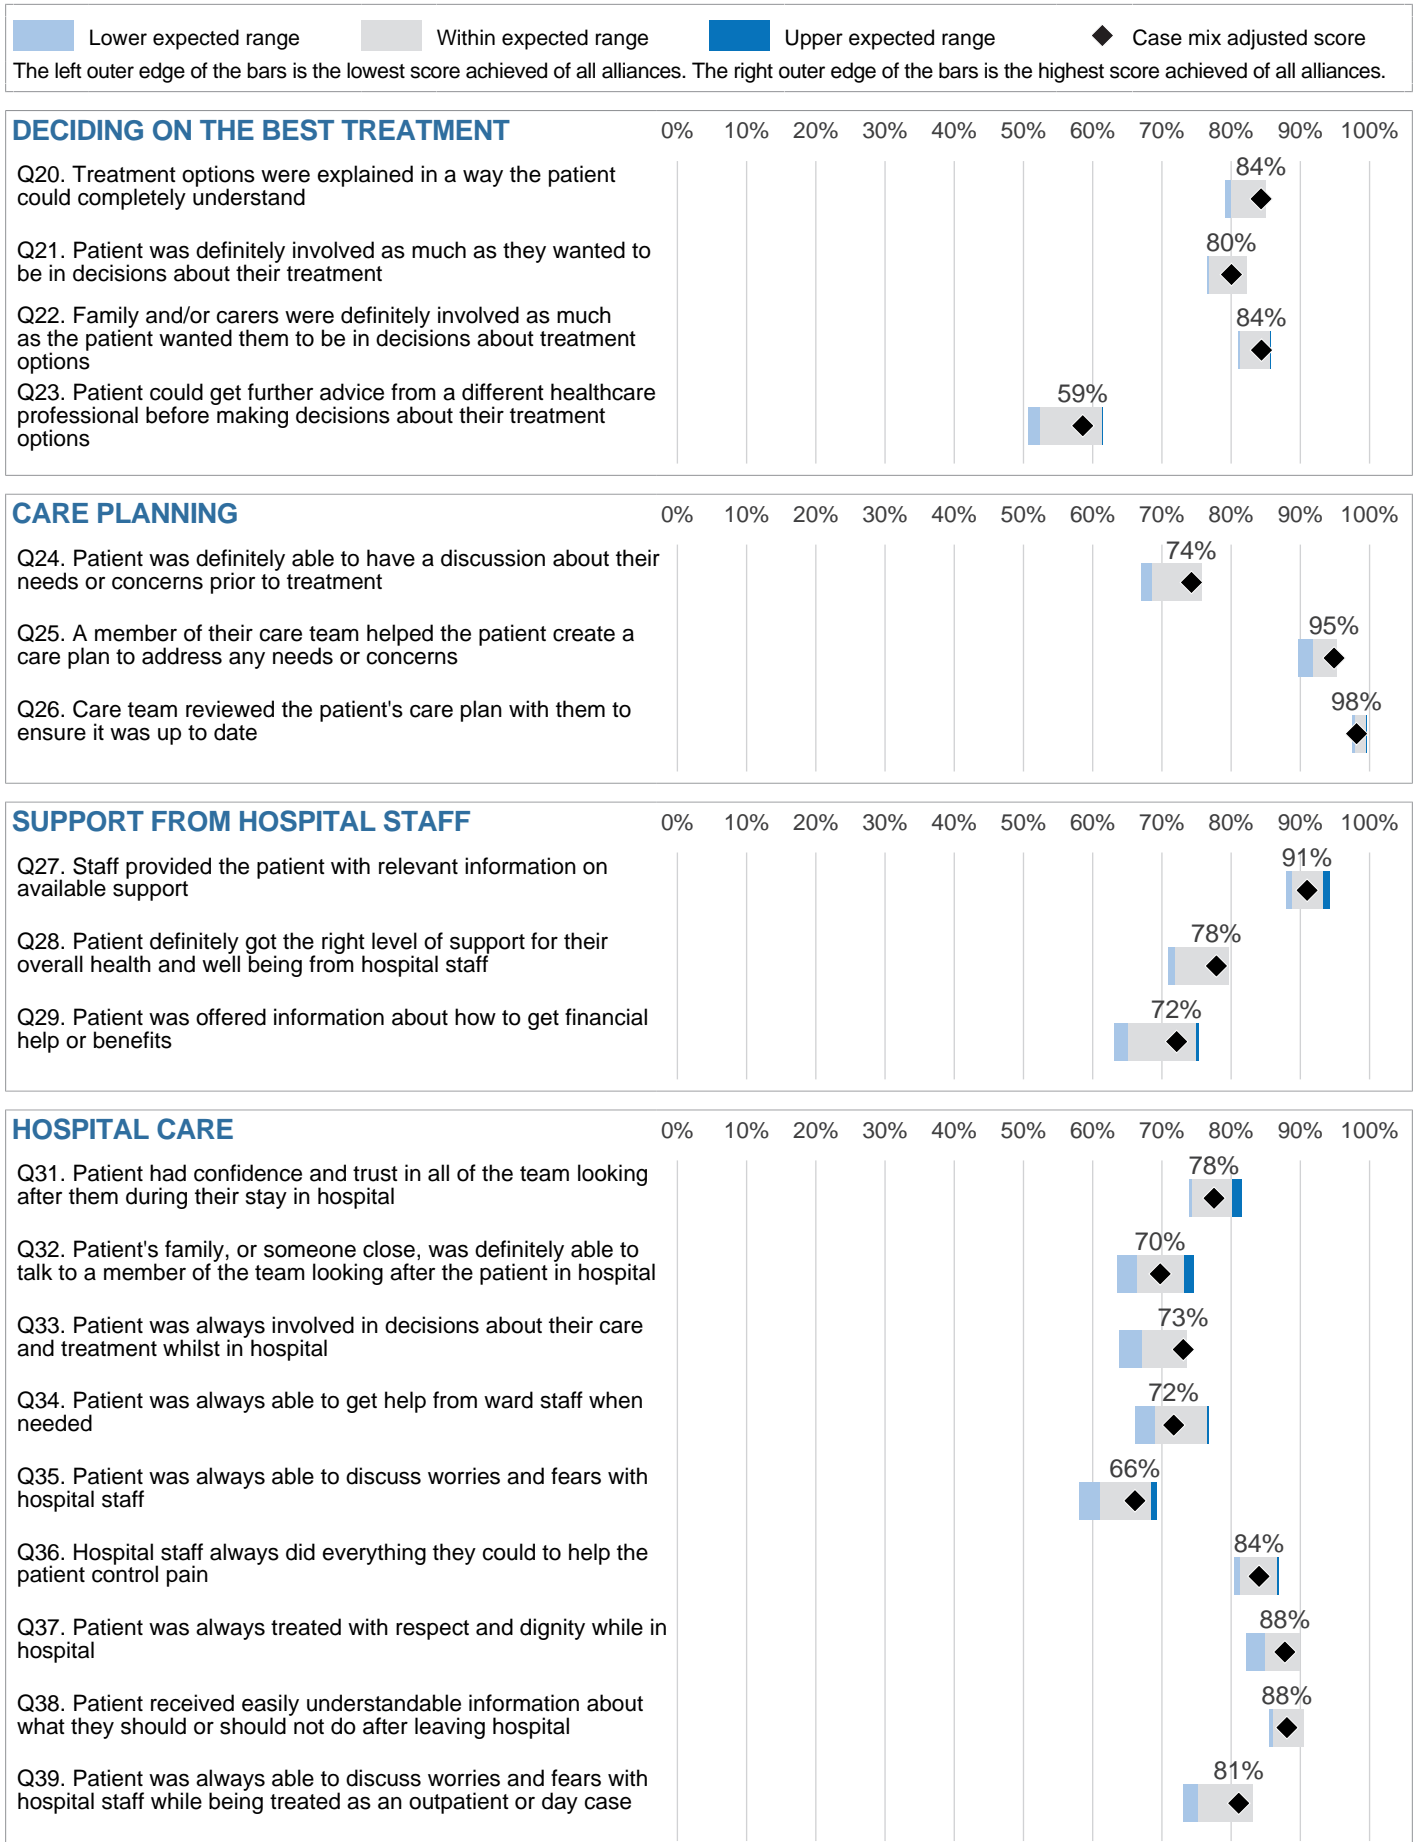 Lower expected range Within expected range Upper expected range Case mix adjusted score
The left outer edge of the bars is the lowest score achieved of all alliances. The right outer edge of the bars is the highest score achieved of all alliances.
DECIDING ON THE BEST TREATMENT 0% 10% 20% 30% 40% 50% 60% 70% 80% 90% 100%
Q20. Treatment options were explained in a way the patient
could completely understand
84%
Q21. Patient was definitely involved as much as they wanted to
be in decisions about their treatment
80%
Q22. Family and/or carers were definitely involved as much
as the patient wanted them to be in decisions about treatment
options
84%
Q23. Patient could get further advice from a different healthcare
professional before making decisions about their treatment
options
59%
CARE PLANNING 0% 10% 20% 30% 40% 50% 60% 70% 80% 90% 100%
Q24. Patient was definitely able to have a discussion about their
needs or concerns prior to treatment
74%
Q25. A member of their care team helped the patient create a
care plan to address any needs or concerns
95%
Q26. Care team reviewed the patient's care plan with them to
ensure it was up to date
98%
SUPPORT FROM HOSPITAL STAFF 0% 10% 20% 30% 40% 50% 60% 70% 80% 90% 100%
Q27. Staff provided the patient with relevant information on
available support
91%
Q28. Patient definitely got the right level of support for their
overall health and well being from hospital staff
78%
Q29. Patient was offered information about how to get financial
help or benefits
72%
HOSPITAL CARE 0% 10% 20% 30% 40% 50% 60% 70% 80% 90% 100%
Q31. Patient had confidence and trust in all of the team looking
after them during their stay in hospital
78%
Q32. Patient's family, or someone close, was definitely able to
talk to a member of the team looking after the patient in hospital
70%
Q33. Patient was always involved in decisions about their care
and treatment whilst in hospital
73%
Q34. Patient was always able to get help from ward staff when
needed
72%
Q35. Patient was always able to discuss worries and fears with
hospital staff
66%
Q36. Hospital staff always did everything they could to help the
patient control pain
84%
Q37. Patient was always treated with respect and dignity while in
hospital
88%
Q38. Patient received easily understandable information about
what they should or should not do after leaving hospital
88%
Q39. Patient was always able to discuss worries and fears with
hospital staff while being treated as an outpatient or day case
81%